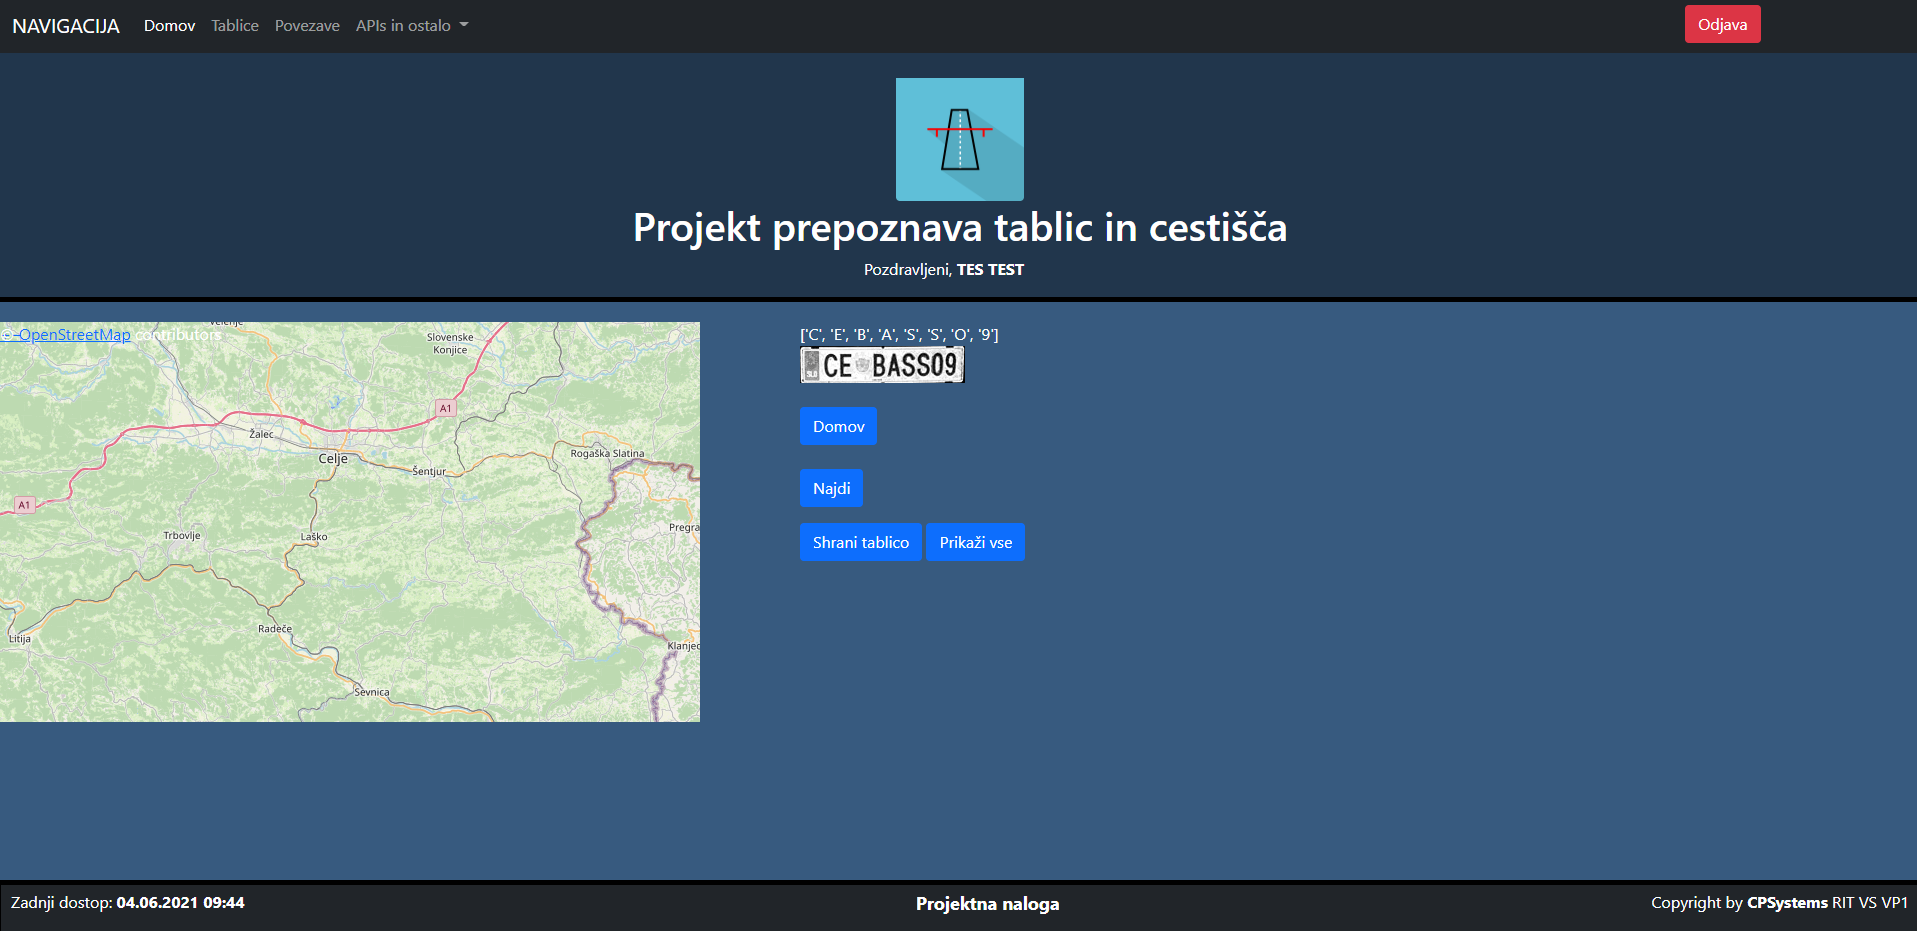 NAVIGACIJA Domov Tablice Povezave APIs in ostalo Odjava
Projekt prepoznava tablic in cestišča
Pozdravljeni, TES TEST
© OpenStreetMap contributors
Slovenske
Konjice
A1
Žalec
Celje
Šentjur
Rogaška Slatina
A1
Trbovlje
Laško
Pregra
Radeče
Litija
Klanjec
Sevnica
['C', 'E', 'B', 'A', 'S', 'S', 'O', '9']
SLO CE BASS09
Domov
Najdi
Shrani tablico Prikaži vse
Zadnji dostop: 04.06.2021 09:44
Projektna naloga
Copyright by CPSystems RIT VS VP1